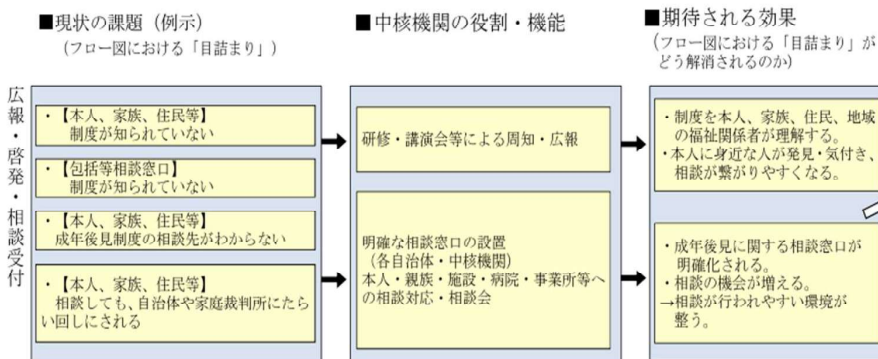 ■現状の課題（例示）
（フロー図における「目詰まり」）
■中核機関の役割・機能
■期待される効果
（フロー図における「目詰まり」が
どう解消されるのか）
広報・啓発・相談受付
・【本人、家族、住民等】
制度が知られていない
・【包括等相談窓口】
制度が知られていない
・【本人、家族、住民等】
成年後見制度の相談先がわからない
・【本人、家族、住民等】
相談しても、自治体や家庭裁判所にたら
い回しにされる
研修・講演会等による周知・広報
明確な相談窓口の設置
（各自治体・中核機関）
本人・親族・施設・病院・事業所等へ
の相談対応・相談会
・制度を本人、家族、住民、地域
の福祉関係者が理解する。
・本人に身近な人が発見・気付き、
相談が繋がりやすくなる。
・成年後見に関する相談窓口が
明確化される。
・相談の機会が増える。
→相談が行われやすい環境が
整う。